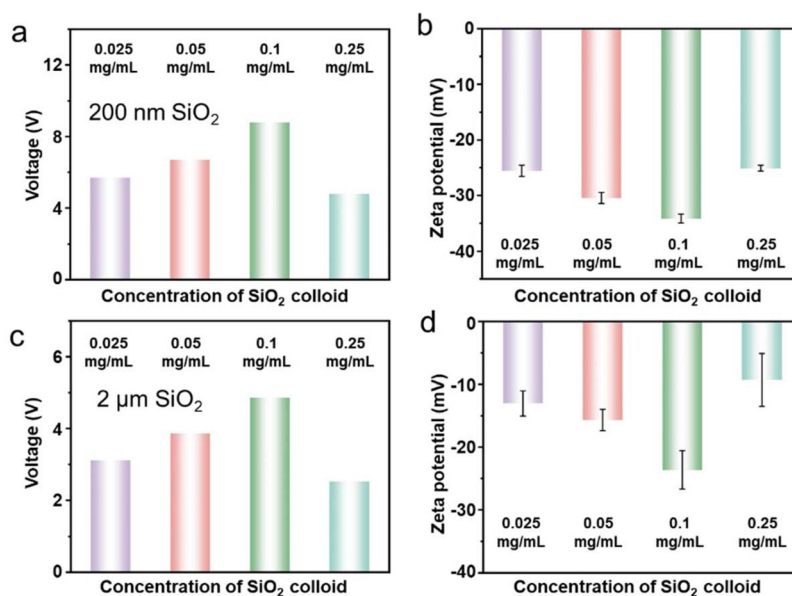 a
0.025 0.05 0.1 0.25
mg/mL mg/mL mg/mL mg/mL
12
8
4
0
Voltage (V)
200 nm SiO₂
Concentration of SiO₂ colloid
b
0
-10
-20
-30
-40
Zeta potential (mV)
0.025 0.05 0.1 0.25
mg/mL mg/mL mg/mL mg/mL
Concentration of SiO₂ colloid
c
0.025 0.05 0.1 0.25
mg/mL mg/mL mg/mL mg/mL
6
4
2
0
Voltage (V)
2 µm SiO₂
Concentration of SiO₂ colloid
d
0
-10
-20
-30
-40
Zeta potential (mV)
0.025 0.05 0.1 0.25
mg/mL mg/mL mg/mL mg/mL
Concentration of SiO₂ colloid